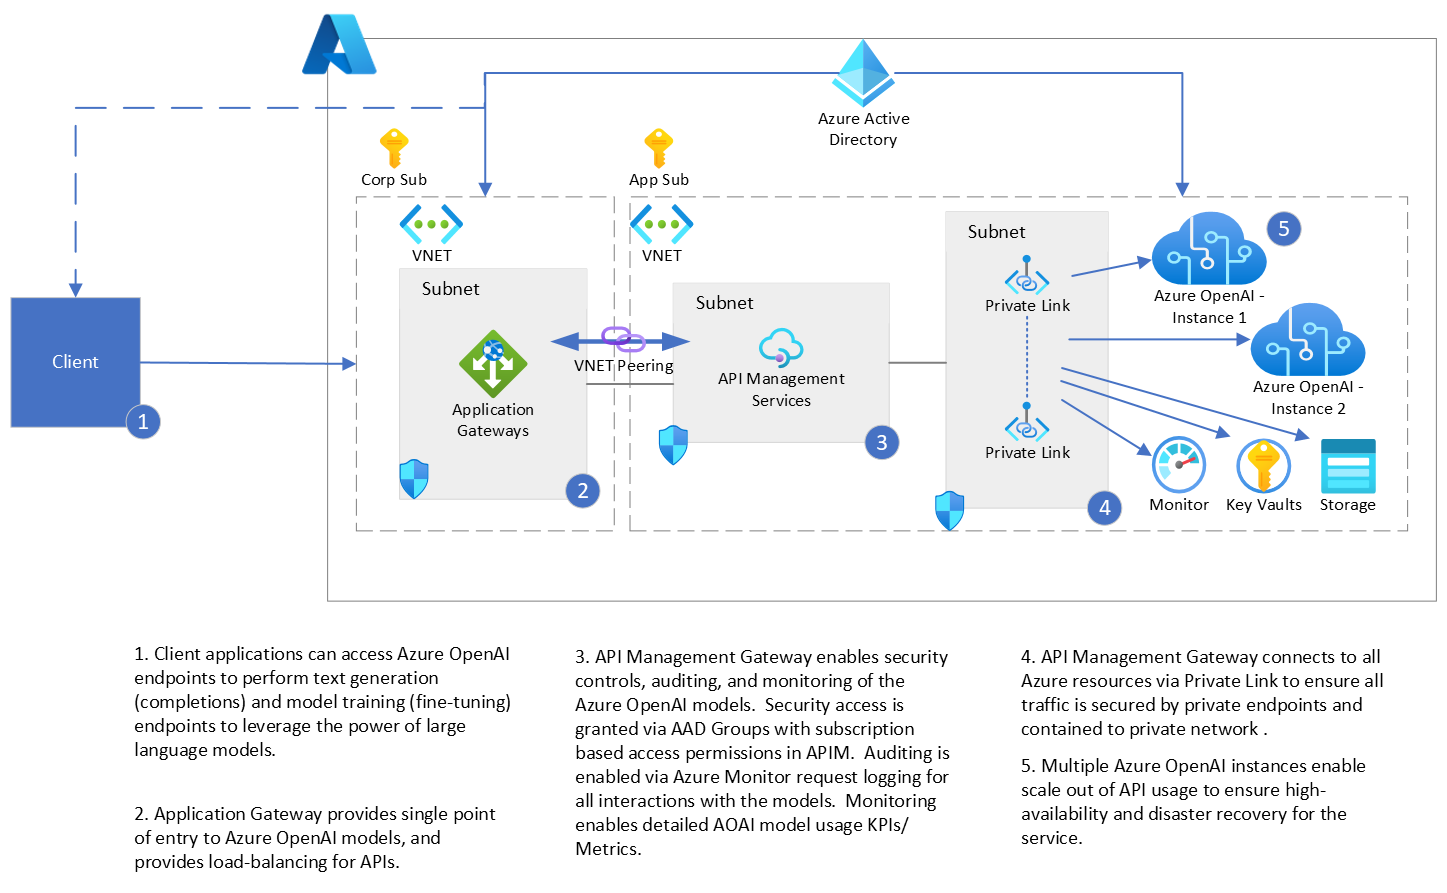 Azure Active
Directory
Corp Sub
App Sub
VNET
VNET
Subnet
Subnet
Subnet
Private Link
5
Azure OpenAI -
Instance 1
Client
1
VNET Peering
Application
Gateways
2
API Management
Services
3
Azure OpenAI -
Instance 2
Private Link
4
Monitor
Key Vaults
Storage
1. Client applications can access Azure OpenAI
endpoints to perform text generation
(completions) and model training (fine-tuning)
endpoints to leverage the power of large
language models.
2. Application Gateway provides single point
of entry to Azure OpenAI models, and
provides load-balancing for APIs.
3. API Management Gateway enables security
controls, auditing, and monitoring of the
Azure OpenAI models.  Security access is
granted via AAD Groups with subscription
based access permissions in APIM.  Auditing is
enabled via Azure Monitor request logging for
all interactions with the models.  Monitoring
enables detailed AOAI model usage KPIs/
Metrics.
4. API Management Gateway connects to all
Azure resources via Private Link to ensure all
traffic is secured by private endpoints and
contained to private network .
5. Multiple Azure OpenAI instances enable
scale out of API usage to ensure high-
availability and disaster recovery for the
service.